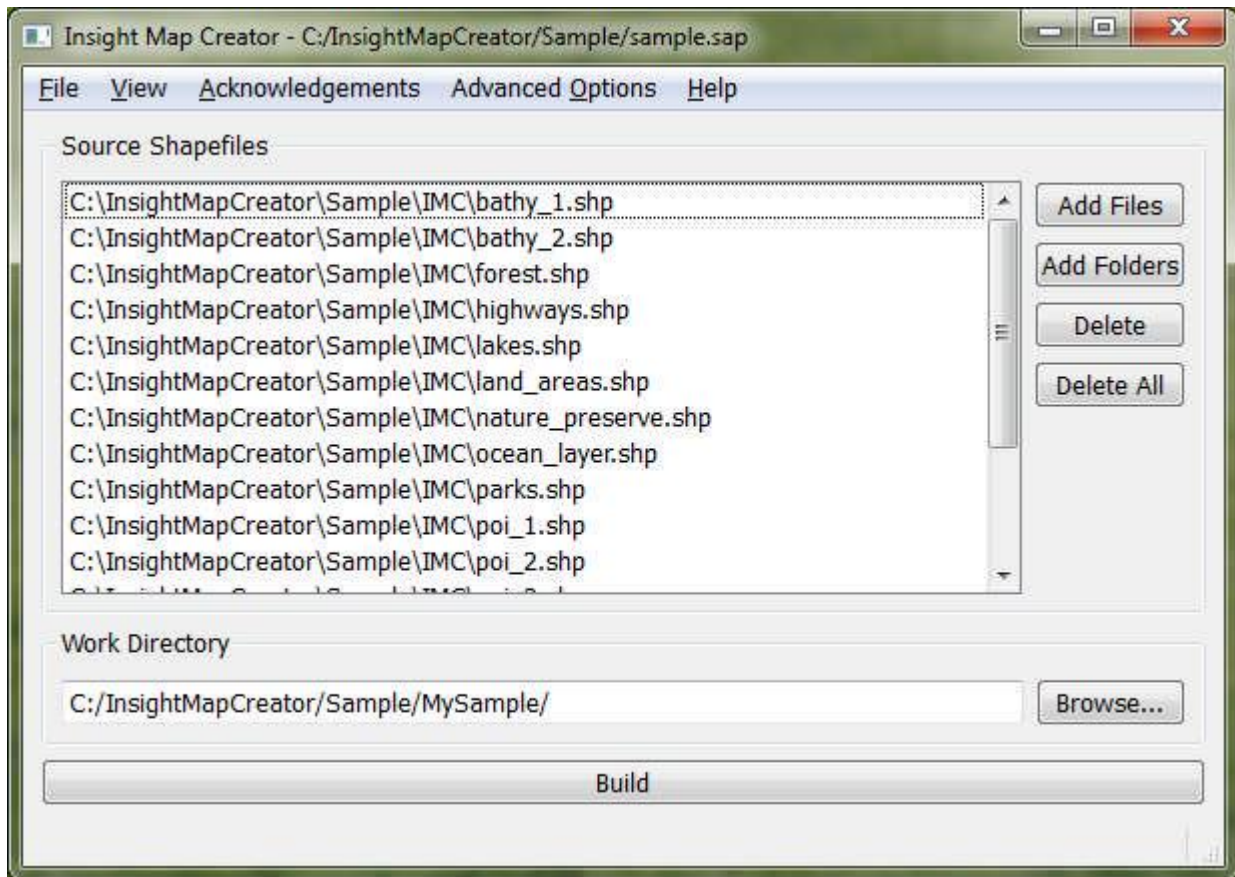 Insight Map Creator - C:/InsightMapCreator/Sample/sample.sap
File View Acknowledgements Advanced Options Help
Source Shapefiles
C:\InsightMapCreator\Sample\IMC\bathy_1.shp
C:\InsightMapCreator\Sample\IMC\bathy_2.shp
C:\InsightMapCreator\Sample\IMC\forest.shp
C:\InsightMapCreator\Sample\IMC\highways.shp
C:\InsightMapCreator\Sample\IMC\lakes.shp
C:\InsightMapCreator\Sample\IMC\land_areas.shp
C:\InsightMapCreator\Sample\IMC\nature_preserve.shp
C:\InsightMapCreator\Sample\IMC\ocean_layer.shp
C:\InsightMapCreator\Sample\IMC\parks.shp
C:\InsightMapCreator\Sample\IMC\poi_1.shp
C:\InsightMapCreator\Sample\IMC\poi_2.shp
Add Files
Add Folders
Delete
Delete All
Work Directory
C:/InsightMapCreator/Sample/MySample/
Browse...
Build